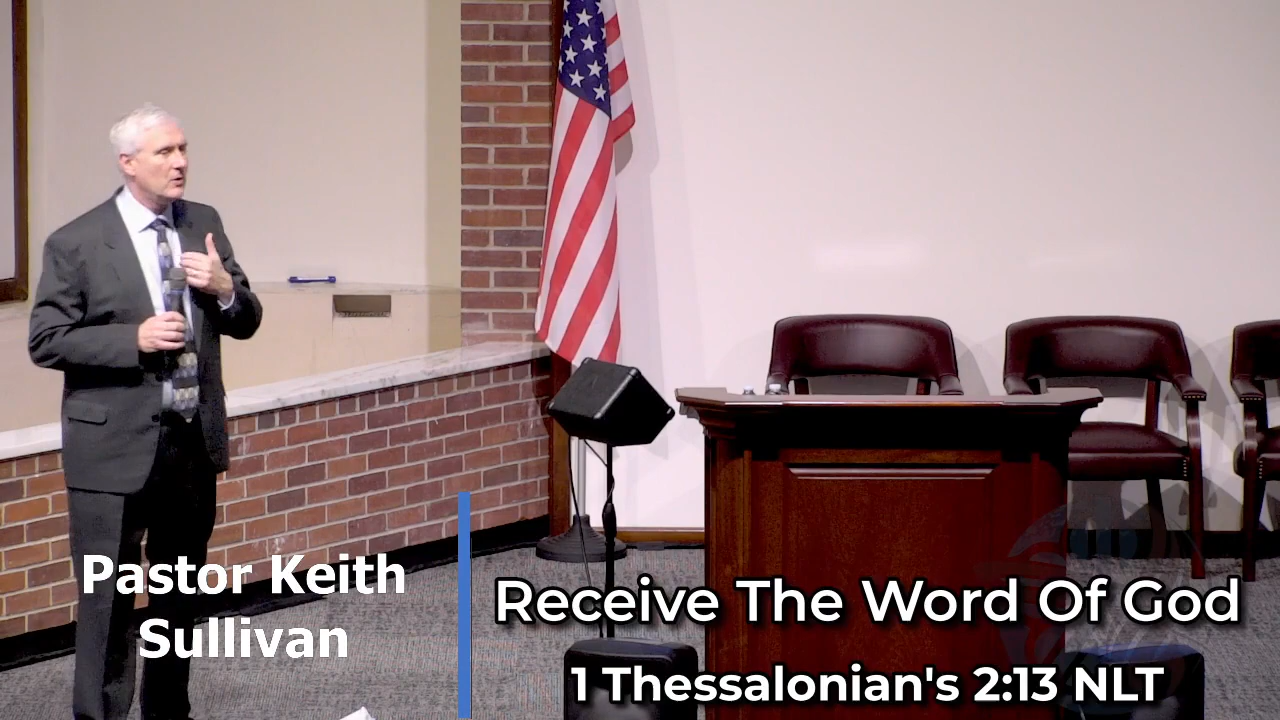 Pastor Keith
Sullivan
Receive The Word Of God
1 Thessalonian's 2:13 NLT